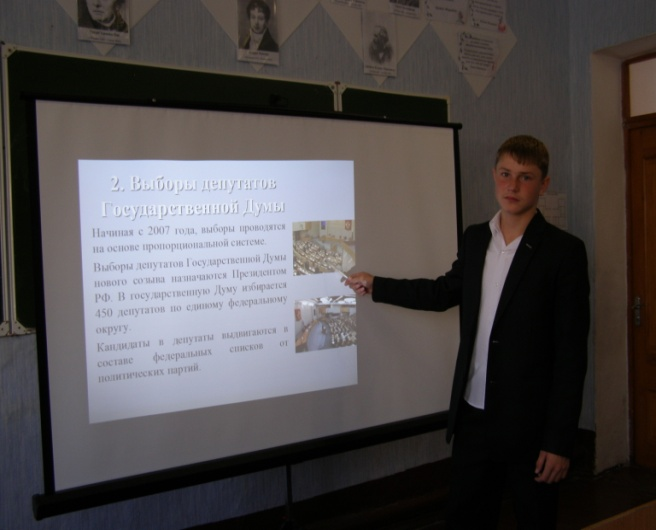 2. Выборы депутатов
Государственной Думы
Начиная с 2007 года, выборы проводятся
на основе пропорциональной системе.
Выборы депутатов Государственной Думы
нового созыва назначаются Президентом
РФ. В государственную Думу избирается
450 депутатов по единому федеральному
округу.
Кандидаты в депутаты выдвигаются в
составе федеральных списков от
политических партий.